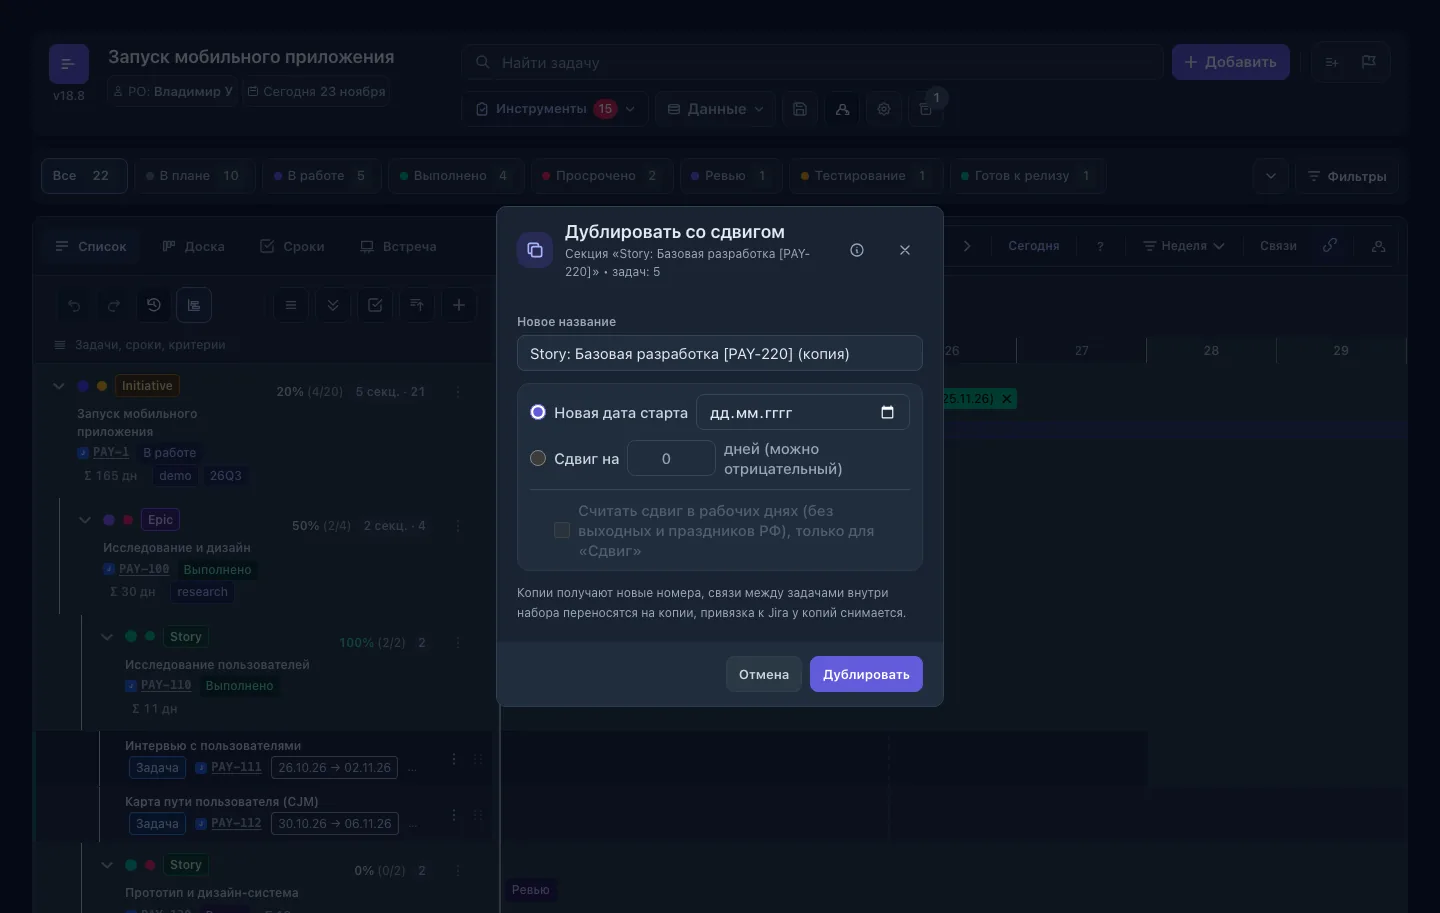 Запуск мобильного приложения
v18.8
PO: Владимир У
Сегодня 23 ноября
Найти задачу
Добавить
Инструменты 15
Данные
1
Все 22
В плане 10
В работе 5
Выполнено 4
Просрочено 2
Ревью 1
Тестирование 1
Готов к релизу 1
Фильтры
Список
Доска
Сроки
Встреча
Сегодня
?
Неделя
Связи
Задачи, сроки, критерии
26
27
28
29
Initiative
20% (4/20) 5 секц. · 21
Запуск мобильного
приложения
PAY-1 В работе
Σ 165 дн demo 26Q3
25.11.26) ✕
Epic
50% (2/4) 2 секц. · 4
Исследование и дизайн
PAY-100 Выполнено
Σ 30 дн research
Story
100% (2/2) 2
Исследование пользователей
PAY-110 Выполнено
Σ 11 дн
Интервью с пользователями
Задача PAY-111 26.10.26 → 02.11.26 ...
Карта пути пользователя (CJM)
Задача PAY-112 30.10.26 → 06.11.26 ...
Story
0% (0/2) 2
Прототип и дизайн-система
Ревью
Дублировать со сдвигом
Секция «Story: Базовая разработка [PAY-
220]» • задач: 5
Новое название
Story: Базовая разработка [PAY-220] (копия)
Новая дата старта дд.мм.гггг
Сдвиг на 0 дней (можно
отрицательный)
Считать сдвиг в рабочих днях (без
выходных и праздников РФ), только для
«Сдвиг»
Копии получают новые номера, связи между задачами внутри
набора переносятся на копии, привязка к Jira у копий снимается.
Отмена
Дублировать